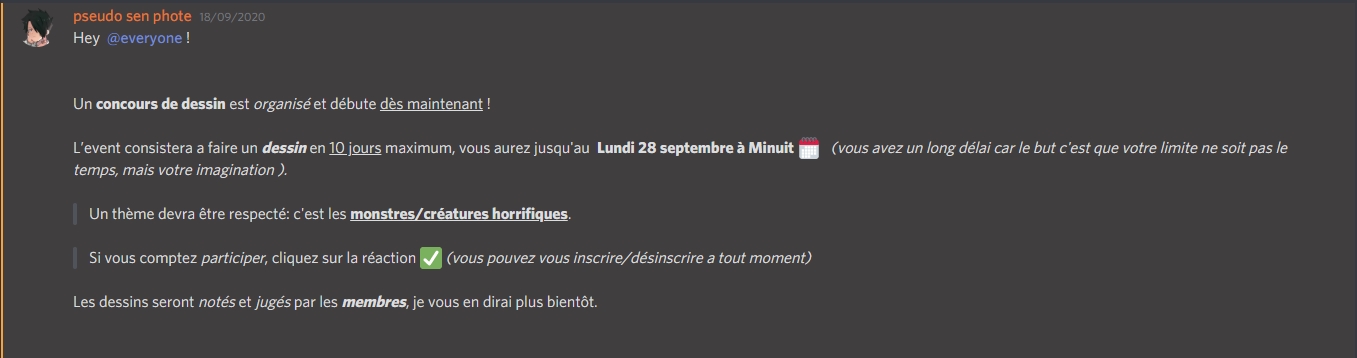 pseudo sen phote 18/09/2020
Hey @everyone !
Un concours de dessin est organisé et débute dès maintenant !
L'event consistera a faire un dessin en 10 jours maximum, vous aurez jusqu'au Lundi 28 septembre à Minuit (vous avez un long délai car le but c'est que votre limite ne soit pas le
temps, mais votre imagination ).
Un thème devra être respecté: c'est les monstres/créatures horrifiques.
Si vous comptez participer, cliquez sur la réaction ✅ (vous pouvez vous inscrire/désinscrire a tout moment)
Les dessins seront notés et jugés par les membres, je vous en dirai plus bientôt.